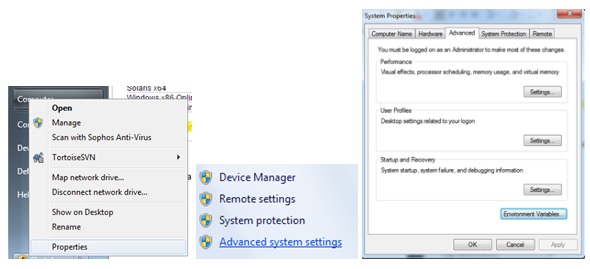 Solaris x64
Windows x86 Onli
Computer
Open
Manage
Scan with Sophos Anti-Virus
TortoiseSVN
Map network drive...
Disconnect network drive...
Show on Desktop
Rename
Properties
Co
Dev
Def
Hel
Device Manager
Remote settings
System protection
Advanced system settings
System Properties
Computer Name
Hardware
Advanced
System Protection
Remote
You must be logged on as an Administrator to make most of these changes.
Performance
Visual effects, processor scheduling, memory usage, and virtual memory
Settings...
User Profiles
Desktop settings related to your logon
Settings...
Startup and Recovery
System startup, system failure, and debugging information
Settings...
Environment Variables...
OK
Cancel
Apply